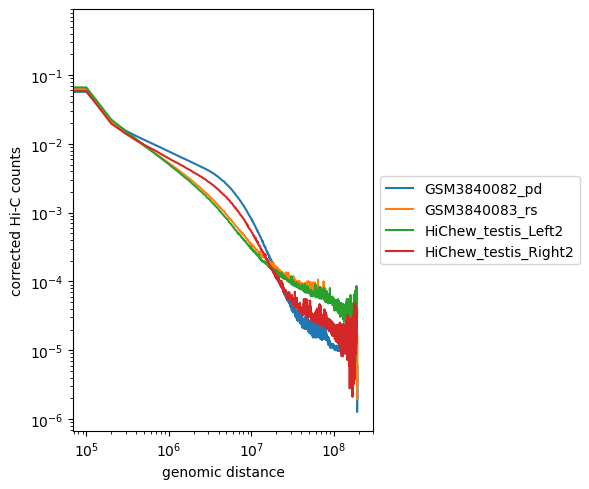 corrected Hi-C counts
10⁻¹
10⁻²
10⁻³
10⁻⁴
10⁻⁵
10⁻⁶
10⁵
10⁶
10⁷
10⁸
genomic distance
GSM3840082_pd
GSM3840083_rs
HiChew_testis_Left2
HiChew_testis_Right2